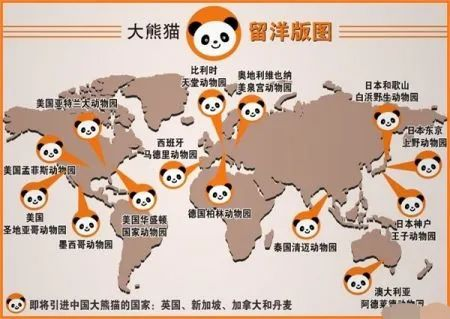 大熊猫 留洋版图
比利时
天堂动物园
奥地利维也纳
美泉宫动物园
日本和歌山
白浜野生动物园
美国亚特兰大动物园
日本东京
上野动物园
西班牙
马德里动物园
美国孟菲斯动物园
美国
圣地亚哥动物园
墨西哥动物园
美国华盛顿
国家动物园
德国柏林动物园
泰国清迈动物园
日本神户
王子动物园
澳大利亚
阿德莱德动物园
即将引进中国大熊猫的国家：英国、新加坡、加拿大和丹麦